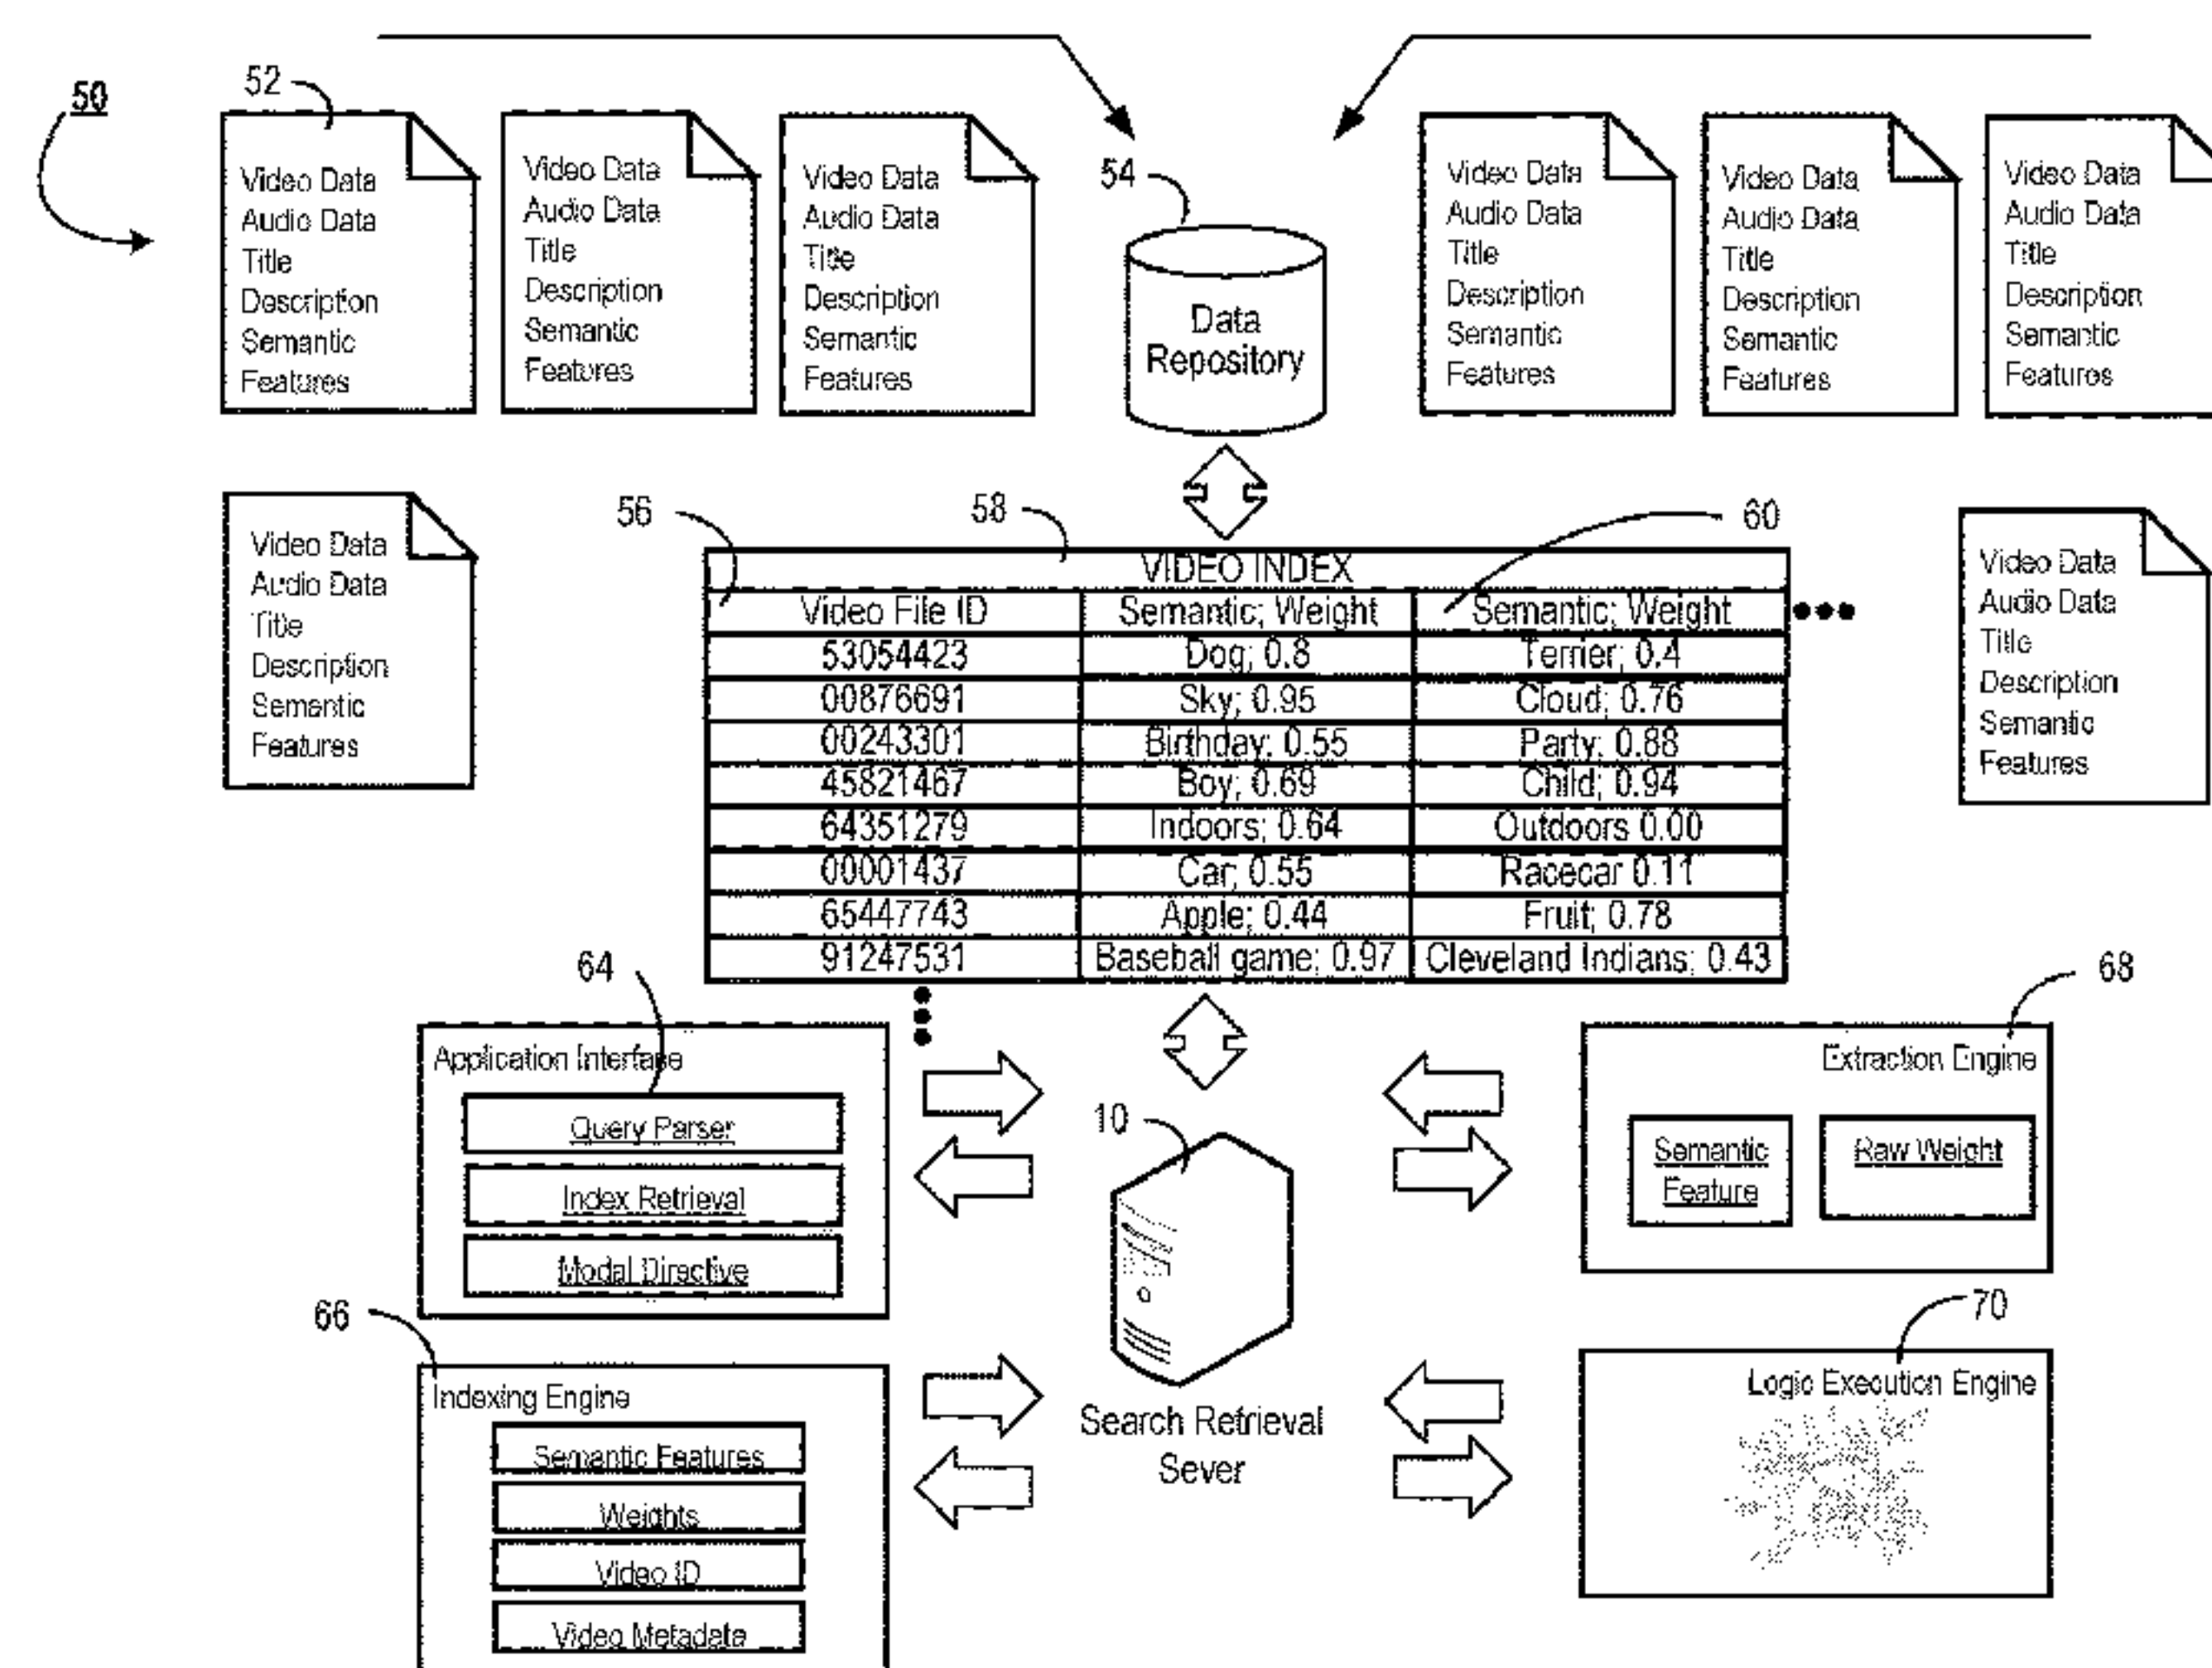 50
52
Video Data
Audio Data
Title
Description
Semantic
Features
Video Data
Audio Data
Title
Description
Semantic
Features
Video Data
Audio Data
Title
Description
Semantic
Features
54
Data
Repository
Video Data
Audio Data
Title
Description
Semantic
Features
Video Data
Audio Data
Title
Description
Semantic
Features
Video Data
Audio Data
Title
Description
Semantic
Features
Video Data
Audio Data
Title
Description
Semantic
Features
56
58
60
VIDEO INDEX
Video File ID Semantic; Weight Semantic; Weight
53054423 Dog; 0.8 Terrier; 0.4
00876691 Sky; 0.95 Cloud; 0.76
00243301 Birthday; 0.55 Party; 0.88
45821467 Boy; 0.69 Child; 0.94
64351279 Indoors; 0.64 Outdoors 0.00
00001437 Car; 0.55 Racecar 0.11
65447743 Apple; 0.44 Fruit; 0.78
91247531 Baseball game; 0.97 Cleveland Indians; 0.43
Video Data
Audio Data
Title
Description
Semantic
Features
64
Application Interface
Query Parser
Index Retrieval
Modal Directive
66
Indexing Engine
Semantic Features
Weights
Video ID
Video Metadata
10
Search Retrieval
Sever
68
Extraction Engine
Semantic
Feature
Raw Weight
70
Logic Execution Engine